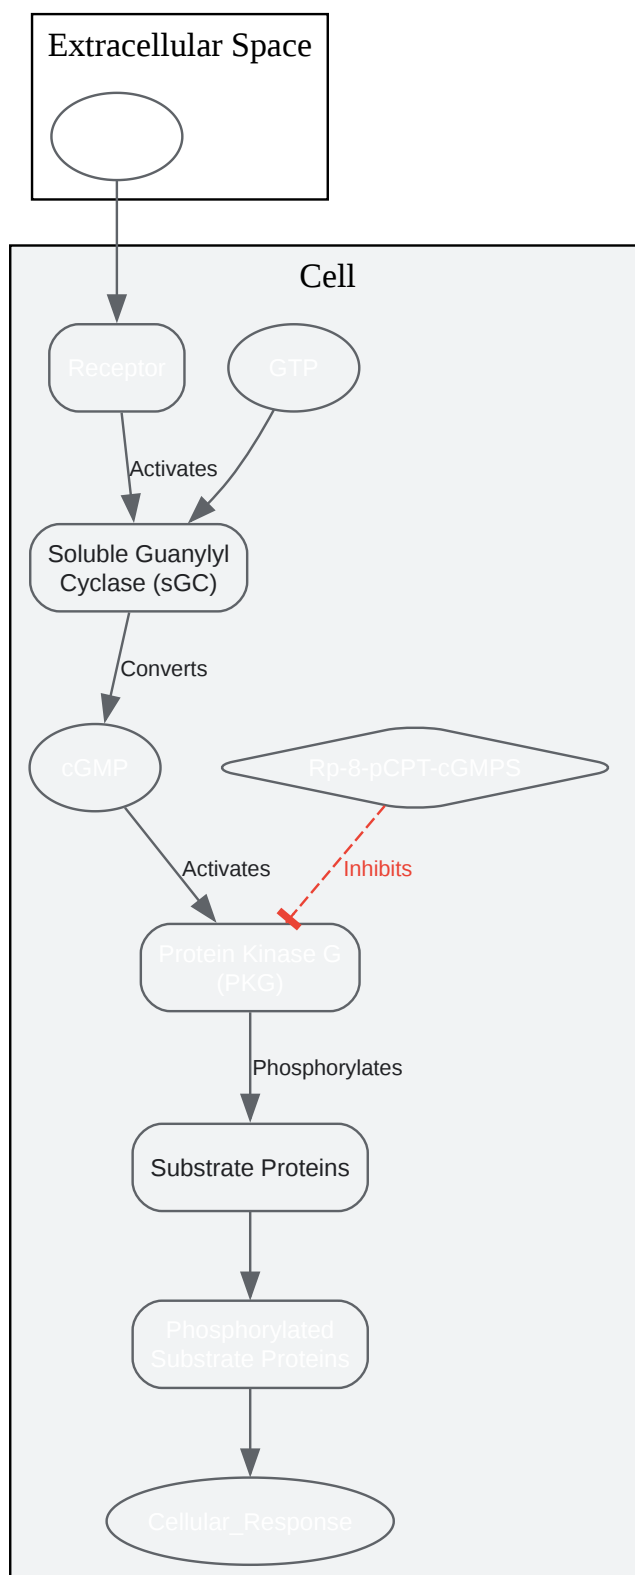 Extracellular Space
Cell
Receptor
GTP
Activates
Soluble Guanylyl
Cyclase (sGC)
Converts
cGMP
Rp-8-pCPT-cGMPS
Activates
Inhibits
Protein Kinase G
(PKG)
Phosphorylates
Substrate Proteins
Phosphorylated
Substrate Proteins
Cellular_Response